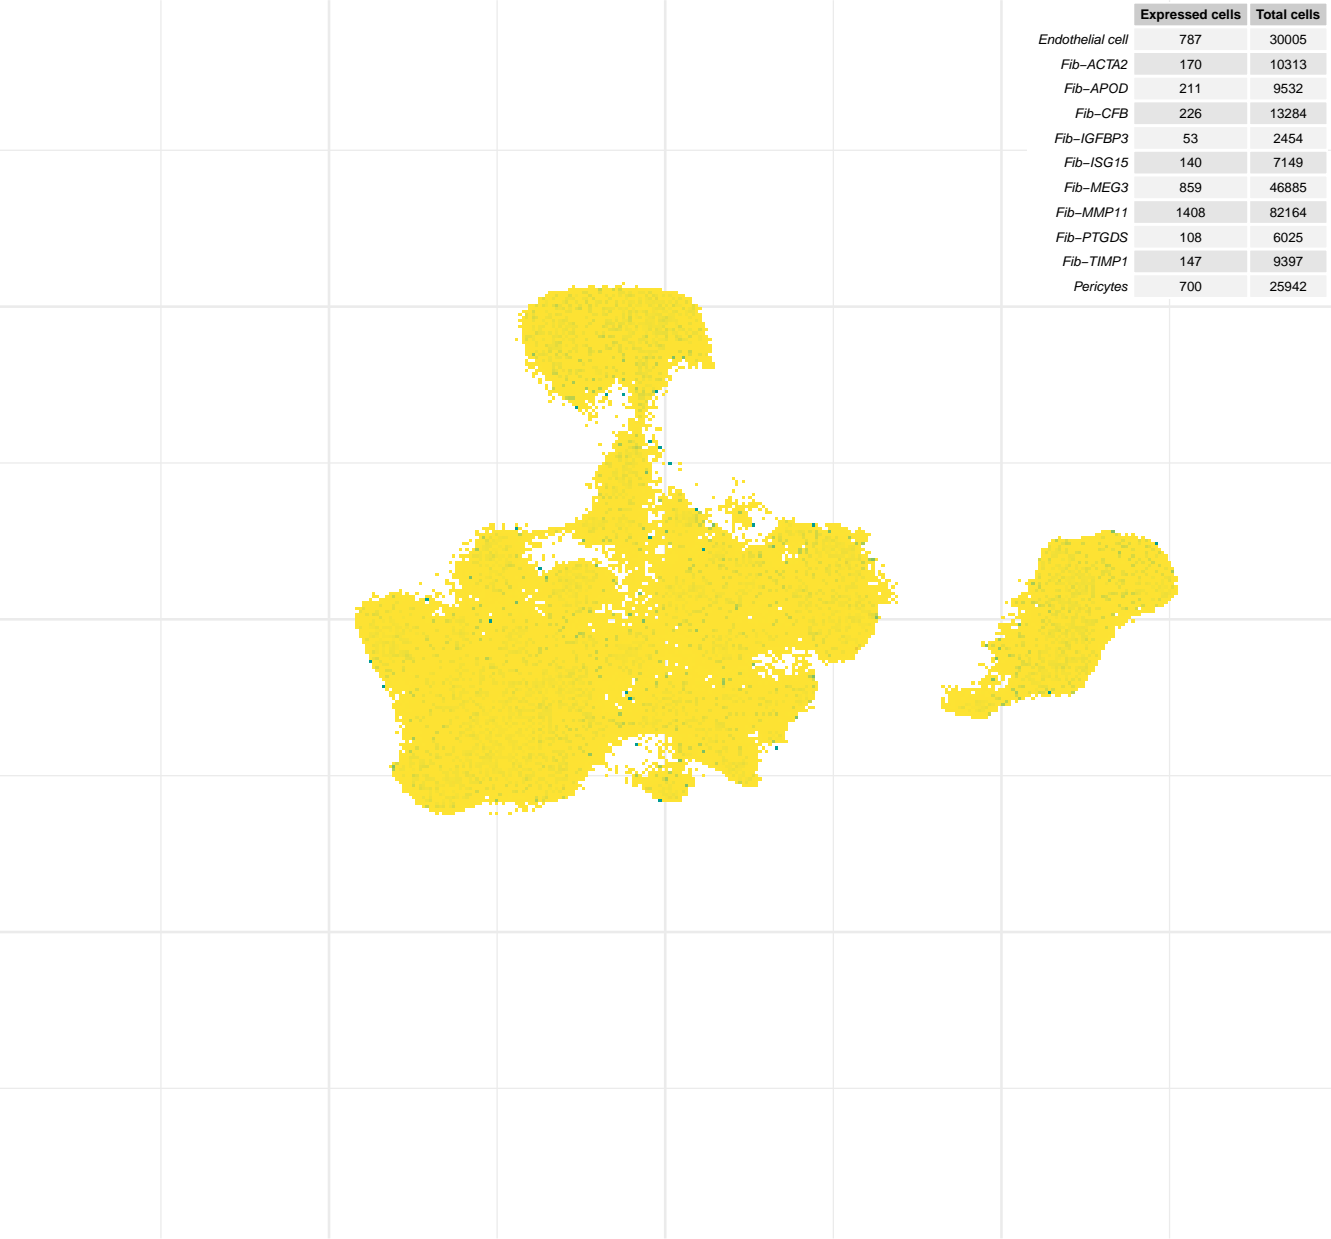 Expressed cells Total cells
Endothelial cell 787 30005
Fib−ACTA2 170 10313
Fib−APOD 211 9532
Fib−CFB 226 13284
Fib−IGFBP3 53 2454
Fib−ISG15 140 7149
Fib−MEG3 859 46885
Fib−MMP11 1408 82164
Fib−PTGDS 108 6025
Fib−TIMP1 147 9397
Pericytes 700 25942